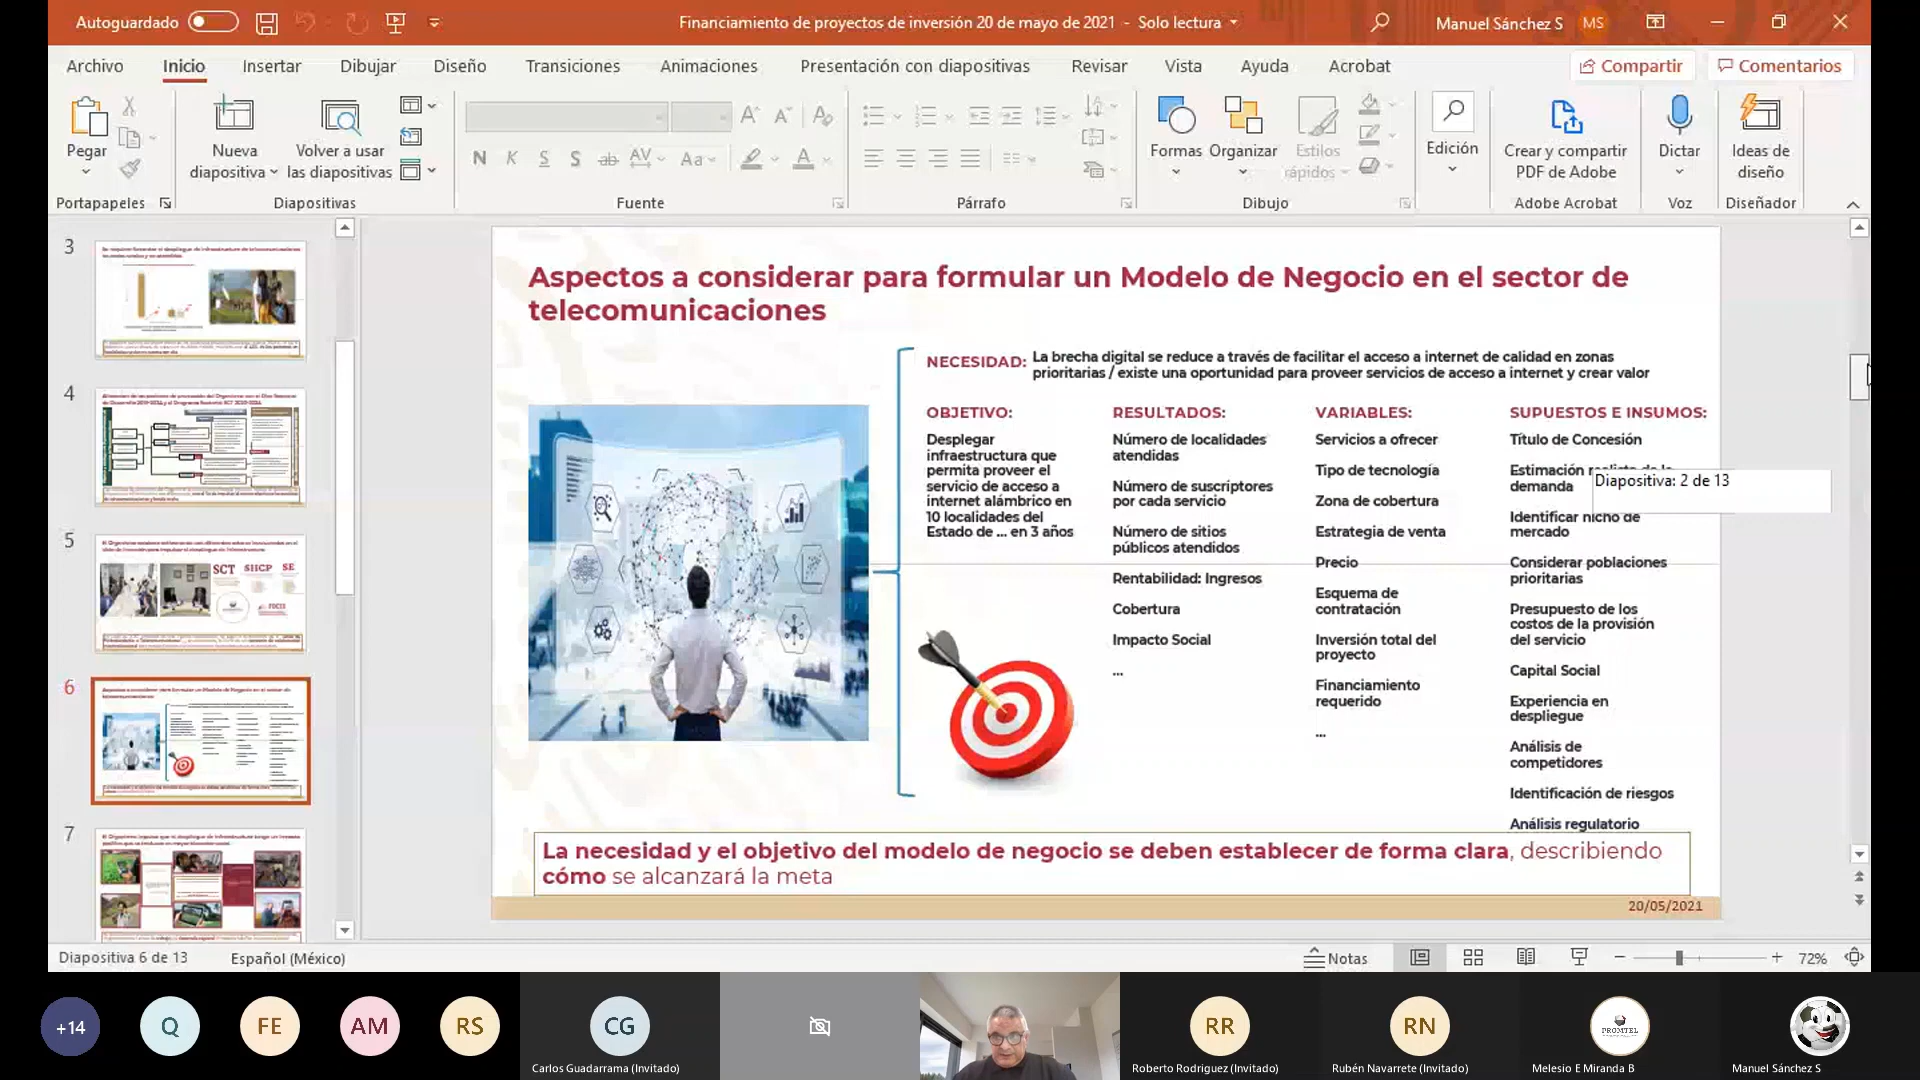 Autoguardado
Financiamiento de proyectos de inversión 20 de mayo de 2021 - Solo lectura
Manuel Sánchez S
MS
Archivo Inicio Insertar Dibujar Diseño Transiciones Animaciones Presentación con diapositivas Revisar Vista Ayuda Acrobat
Compartir
Comentarios
Pegar
Nueva diapositiva
Volver a usar las diapositivas
N K S S ab AV Aa A
Formas
Organizar
Estilos rápidos
Edición
Crear y compartir PDF de Adobe
Dictar
Ideas de diseño
Portapapeles Diapositivas Fuente Párrafo Dibujo Adobe Acrobat Voz Diseñador
3
4
5
SCT SHCP SE
6
7
Aspectos a considerar para formular un Modelo de Negocio en el sector de
telecomunicaciones
NECESIDAD: La brecha digital se reduce a través de facilitar el acceso a internet de calidad en zonas
prioritarias / existe una oportunidad para proveer servicios de acceso a internet y crear valor
OBJETIVO:
Desplegar
infraestructura que
permita proveer el
servicio de acceso a
internet alámbrico en
10 localidades del
Estado de ... en 3 años
RESULTADOS:
Número de localidades
atendidas
Número de suscriptores
por cada servicio
Número de sitios
públicos atendidos
Rentabilidad: Ingresos
Cobertura
Impacto Social
...
VARIABLES:
Servicios a ofrecer
Tipo de tecnología
Zona de cobertura
Estrategia de venta
Precio
Esquema de
contratación
Inversión total del
proyecto
Financiamiento
requerido
...
SUPUESTOS E INSUMOS:
Título de Concesión
Estimación realista de la
demanda
Diapositiva: 2 de 13
Identificar nicho de
mercado
Considerar poblaciones
prioritarias
Presupuesto de los
costos de la provisión
del servicio
Capital Social
Experiencia en
despliegue
Análisis de
competidores
Identificación de riesgos
Análisis regulatorio
La necesidad y el objetivo del modelo de negocio se deben establecer de forma clara, describiendo
cómo se alcanzará la meta
20/05/2021
Diapositiva 6 de 13
Español (México)
Notas
72%
+14
Q
FE
AM
RS
CG
Carlos Guadarrama (Invitado)
RR
Roberto Rodriguez (Invitado)
RN
Rubén Navarrete (Invitado)
PROMTEL
Melesio E Miranda B
Manuel Sánchez S